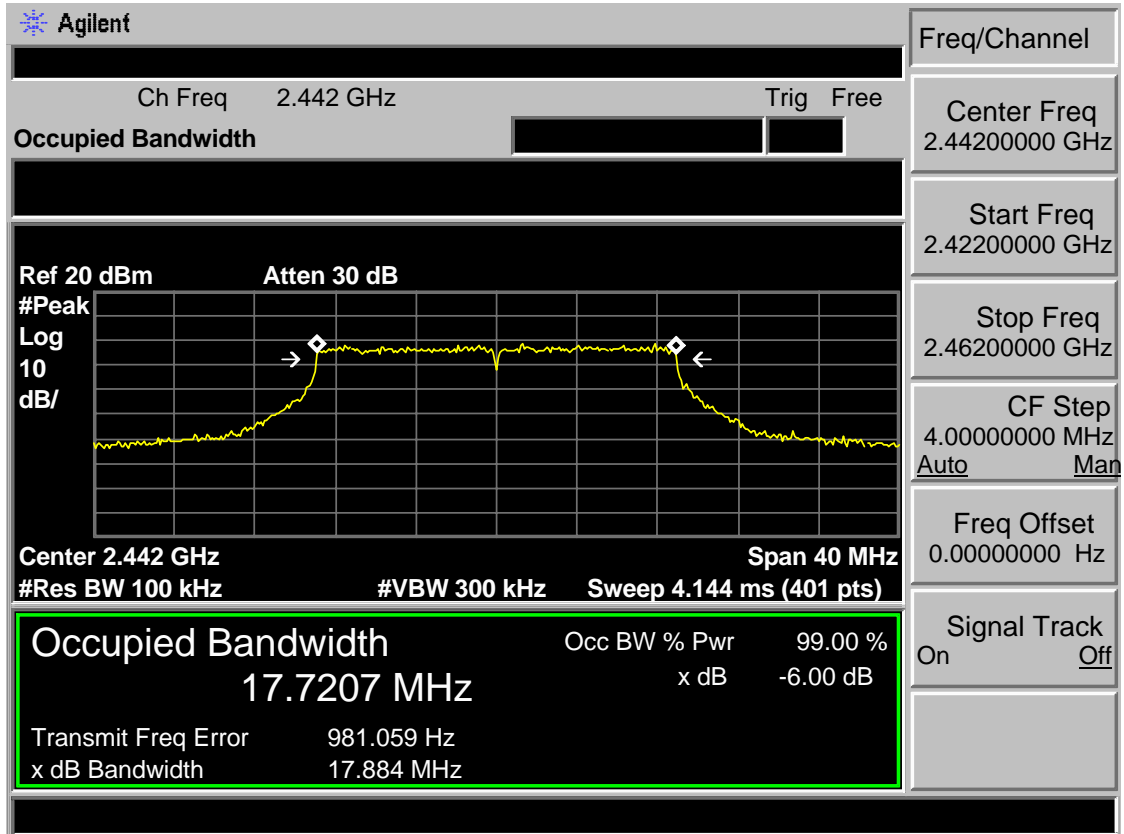 Agilent
Freq/Channel
Ch Freq 2.442 GHz Trig Free
Occupied Bandwidth
Center Freq
2.44200000 GHz
Start Freq
2.42200000 GHz
Stop Freq
2.46200000 GHz
CF Step
4.00000000 MHz
Auto Man
Freq Offset
0.00000000 Hz
Signal Track
On Off
Ref 20 dBm Atten 30 dB
#Peak
Log
10
dB/
Center 2.442 GHz Span 40 MHz
#Res BW 100 kHz #VBW 300 kHz Sweep 4.144 ms (401 pts)
Occupied Bandwidth Occ BW % Pwr 99.00 %
17.7207 MHz x dB -6.00 dB
Transmit Freq Error 981.059 Hz
x dB Bandwidth 17.884 MHz